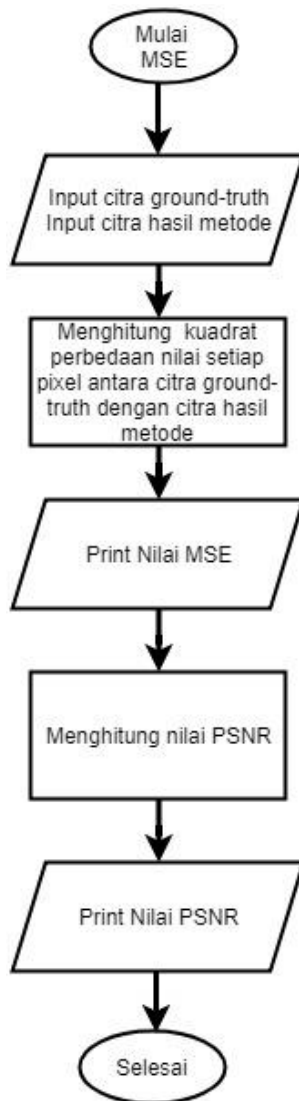 Mulai
MSE
Input citra ground-truth
Input citra hasil metode
Menghitung kuadrat
perbedaan nilai setiap
pixel antara citra ground-
truth dengan citra hasil
metode
Print Nilai MSE
Menghitung nilai PSNR
Print Nilai PSNR
Selesai